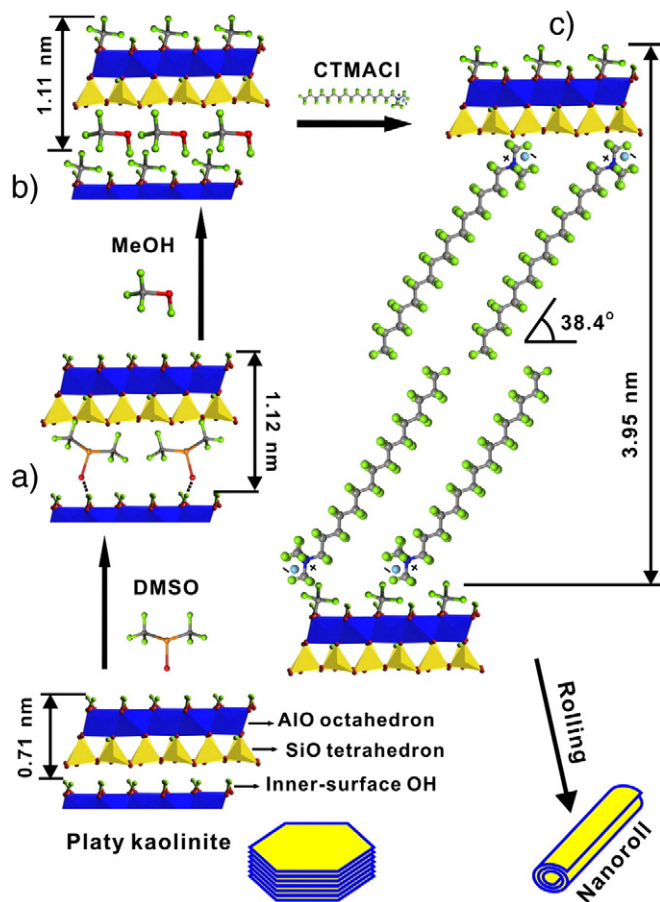 1.11 nm
b)
CTMACl
c)
+ -
+ -
MeOH
38.4°
3.95 nm
1.12 nm
a)
- +
- +
DMSO
0.71 nm
AlO octahedron
SiO tetrahedron
Inner-surface OH
Platy kaolinite
Rolling
Nanoroll